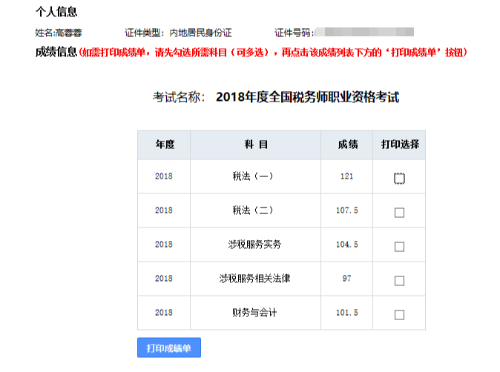 个人信息
姓名:高蓉蓉 证件类型：内地居民身份证 证件号码:
成绩信息(如需打印成绩单，请先勾选所需科目（可多选），再点击该成绩列表下方的‘打印成绩单’按钮)
考试名称： 2018年度全国税务师职业资格考试
年度 科 目 成绩 打印选择
2018 税法（一） 121
2018 税法（二） 107.5
2018 涉税服务实务 104.5
2018 涉税服务相关法律 97
2018 财务与会计 101.5
打印成绩单